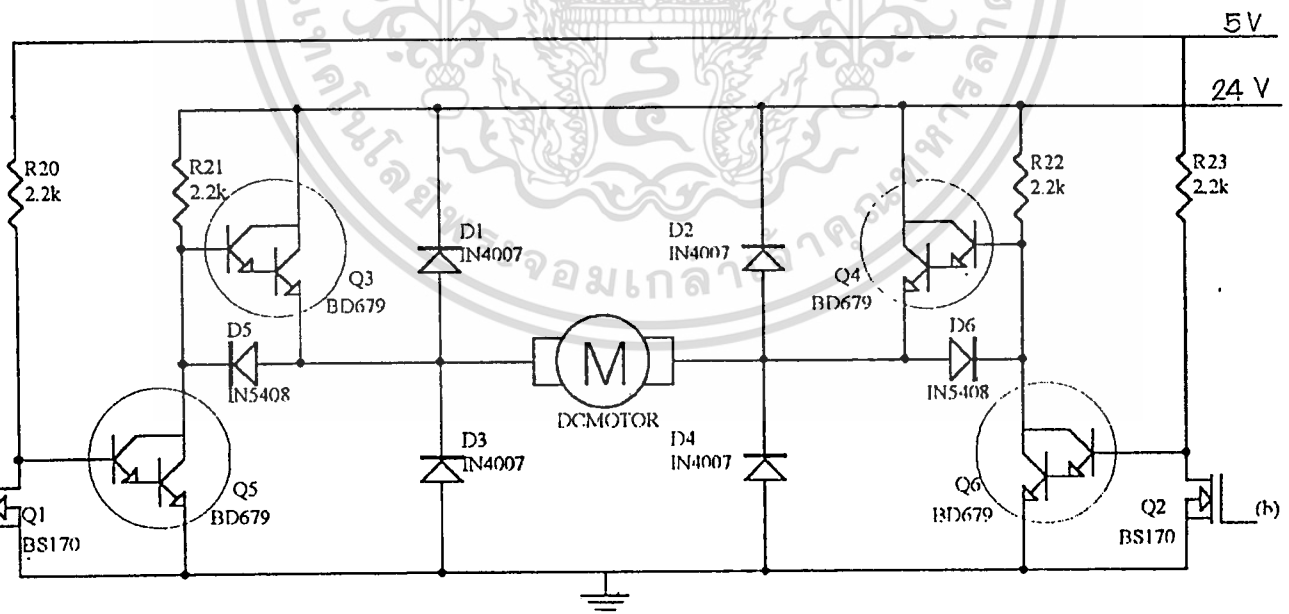 5 V
24 V
R20
2.2k
R21
2.2k
R22
2.2k
R23
2.2k
D1
IN4007
D2
IN4007
Q3
BD679
Q4
BD679
D5
IN5408
D6
IN5408
M
DCMOTOR
D3
IN4007
D4
IN4007
Q5
BD679
Q6
BD679
Q1
BS170
Q2
BS170
(b)